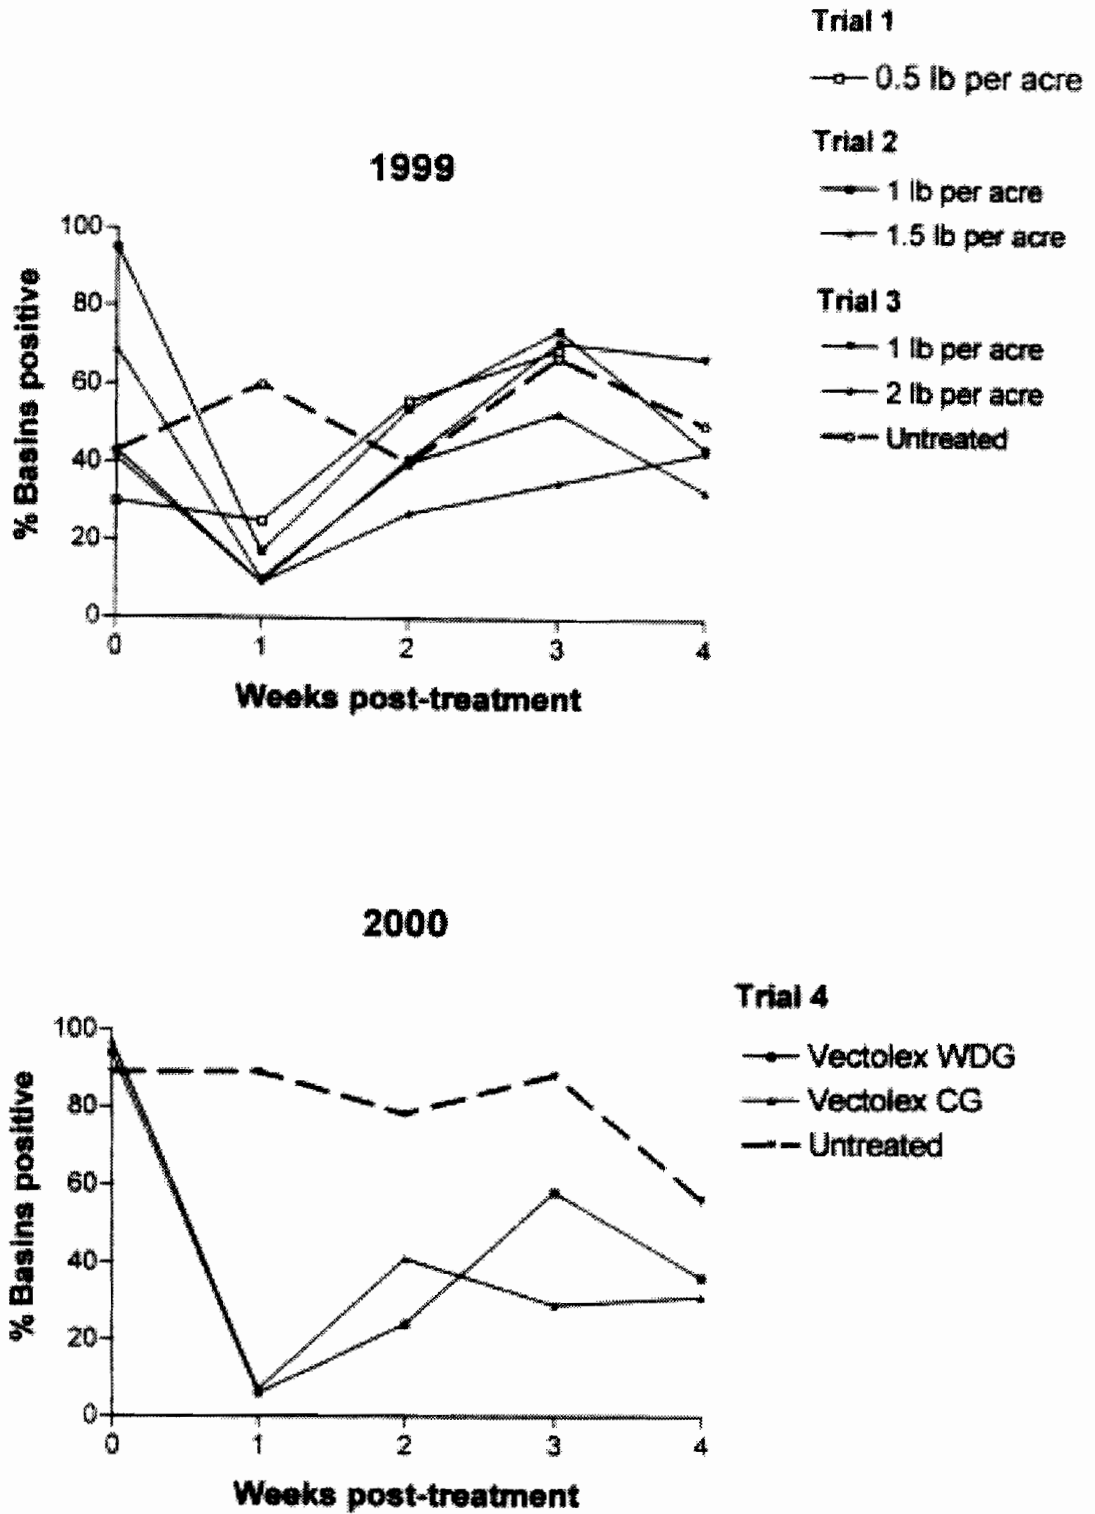 Trial 1
0.5 lb per acre
Trial 2
1 lb per acre
1.5 lb per acre
Trial 3
1 lb per acre
2 lb per acre
Untreated
1999
% Basins positive
100
80
60
40
20
0
0 1 2 3 4
Weeks post-treatment
2000
Trial 4
Vectolex WDG
Vectolex CG
Untreated
% Basins positive
100
80
60
40
20
0
0 1 2 3 4
Weeks post-treatment